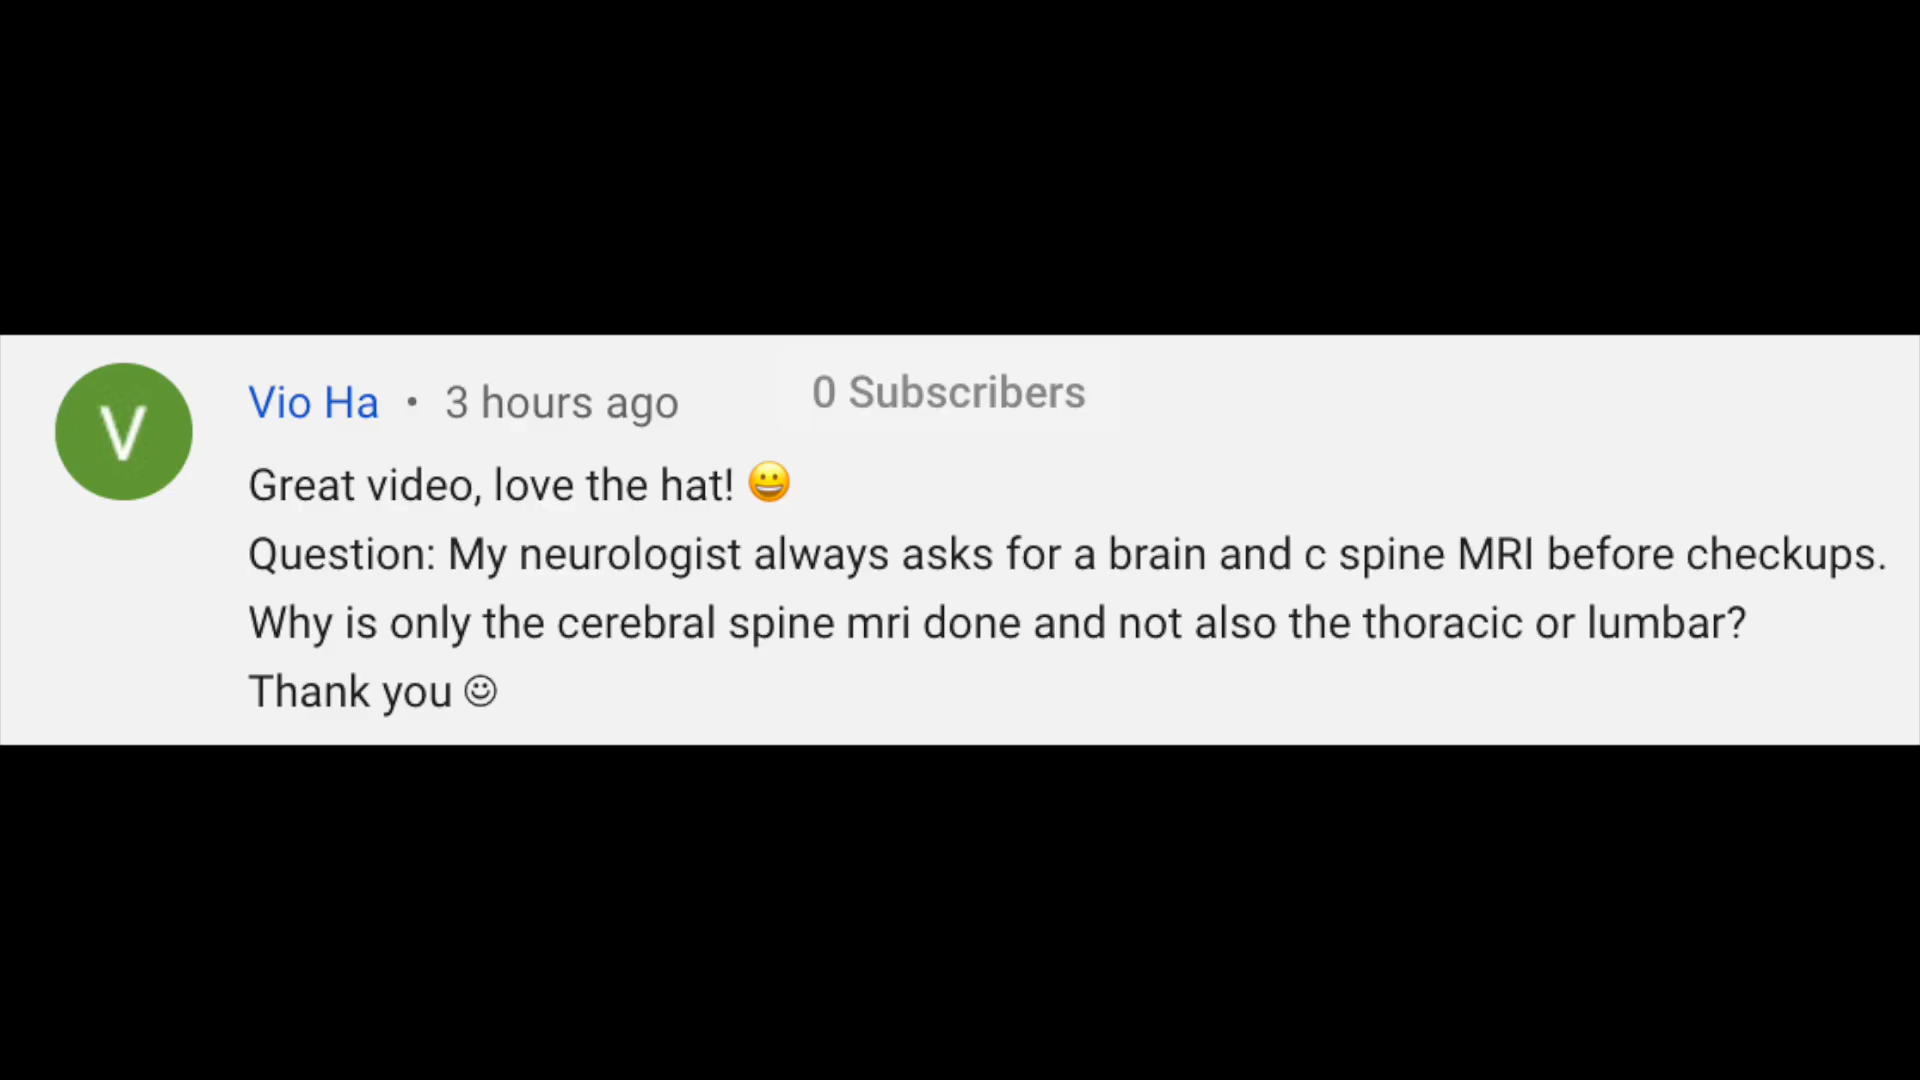 V
Vio Ha • 3 hours ago 0 Subscribers
Great video, love the hat! 😀
Question: My neurologist always asks for a brain and c spine MRI before checkups.
Why is only the cerebral spine mri done and not also the thoracic or lumbar?
Thank you ☺